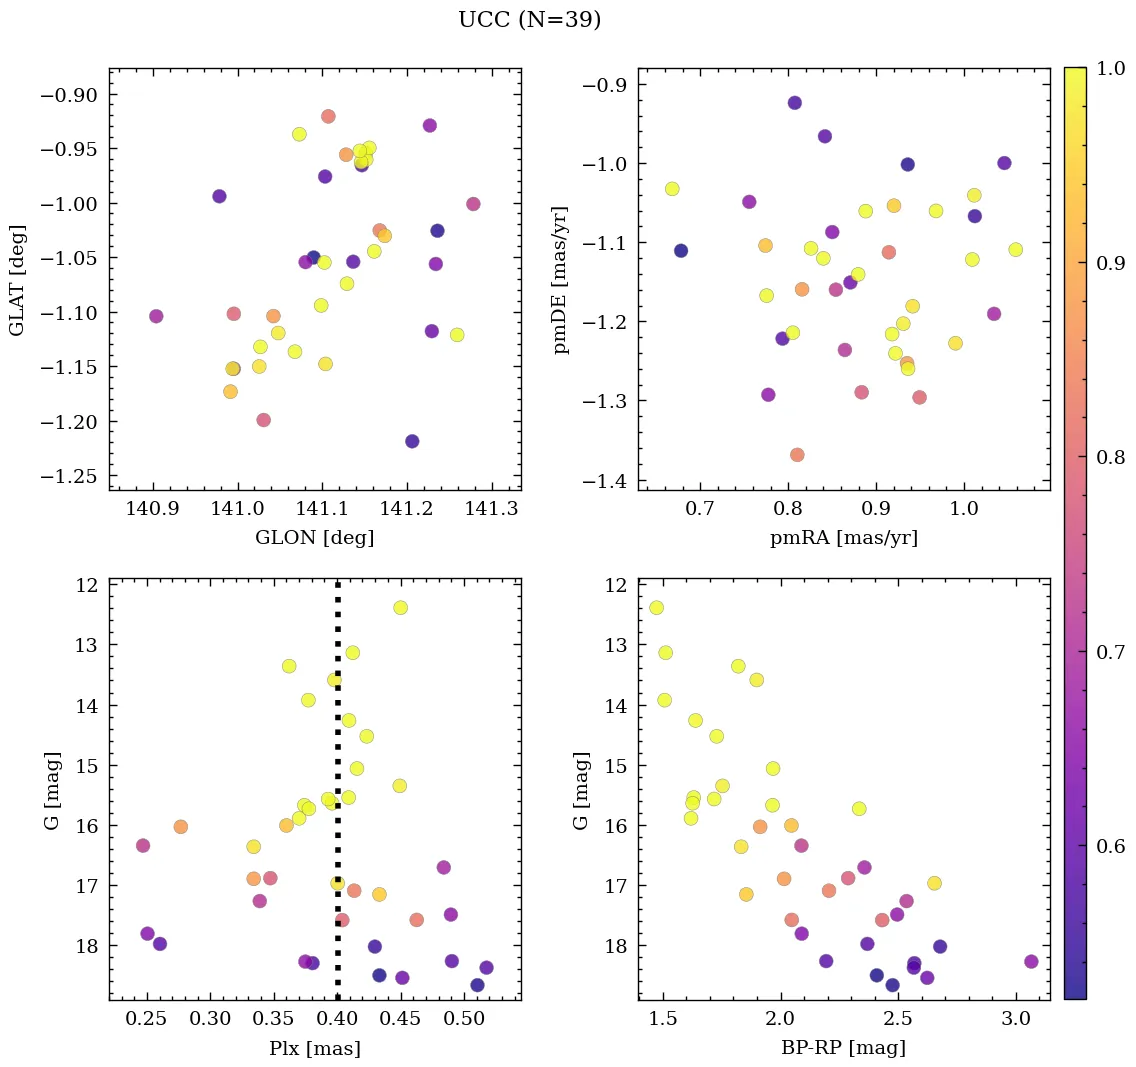 UCC (N=39)
−0.90
−0.95
−1.00
−1.05
−1.10
−1.15
−1.20
−1.25
GLAT [deg]
140.9 141.0 141.1 141.2 141.3
GLON [deg]
−0.9
−1.0
−1.1
−1.2
−1.3
−1.4
pmDE [mas/yr]
0.7 0.8 0.9 1.0
pmRA [mas/yr]
12
13
14
15
16
17
18
G [mag]
0.25 0.30 0.35 0.40 0.45 0.50
Plx [mas]
12
13
14
15
16
17
18
G [mag]
1.5 2.0 2.5 3.0
BP-RP [mag]
1.0
0.9
0.8
0.7
0.6